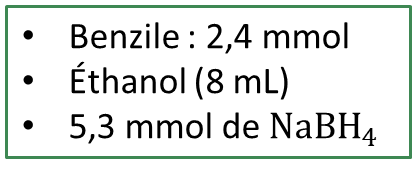 • Benzile : 2,4 mmol
• Éthanol (8 mL)
• 5,3 mmol de NaBH₄